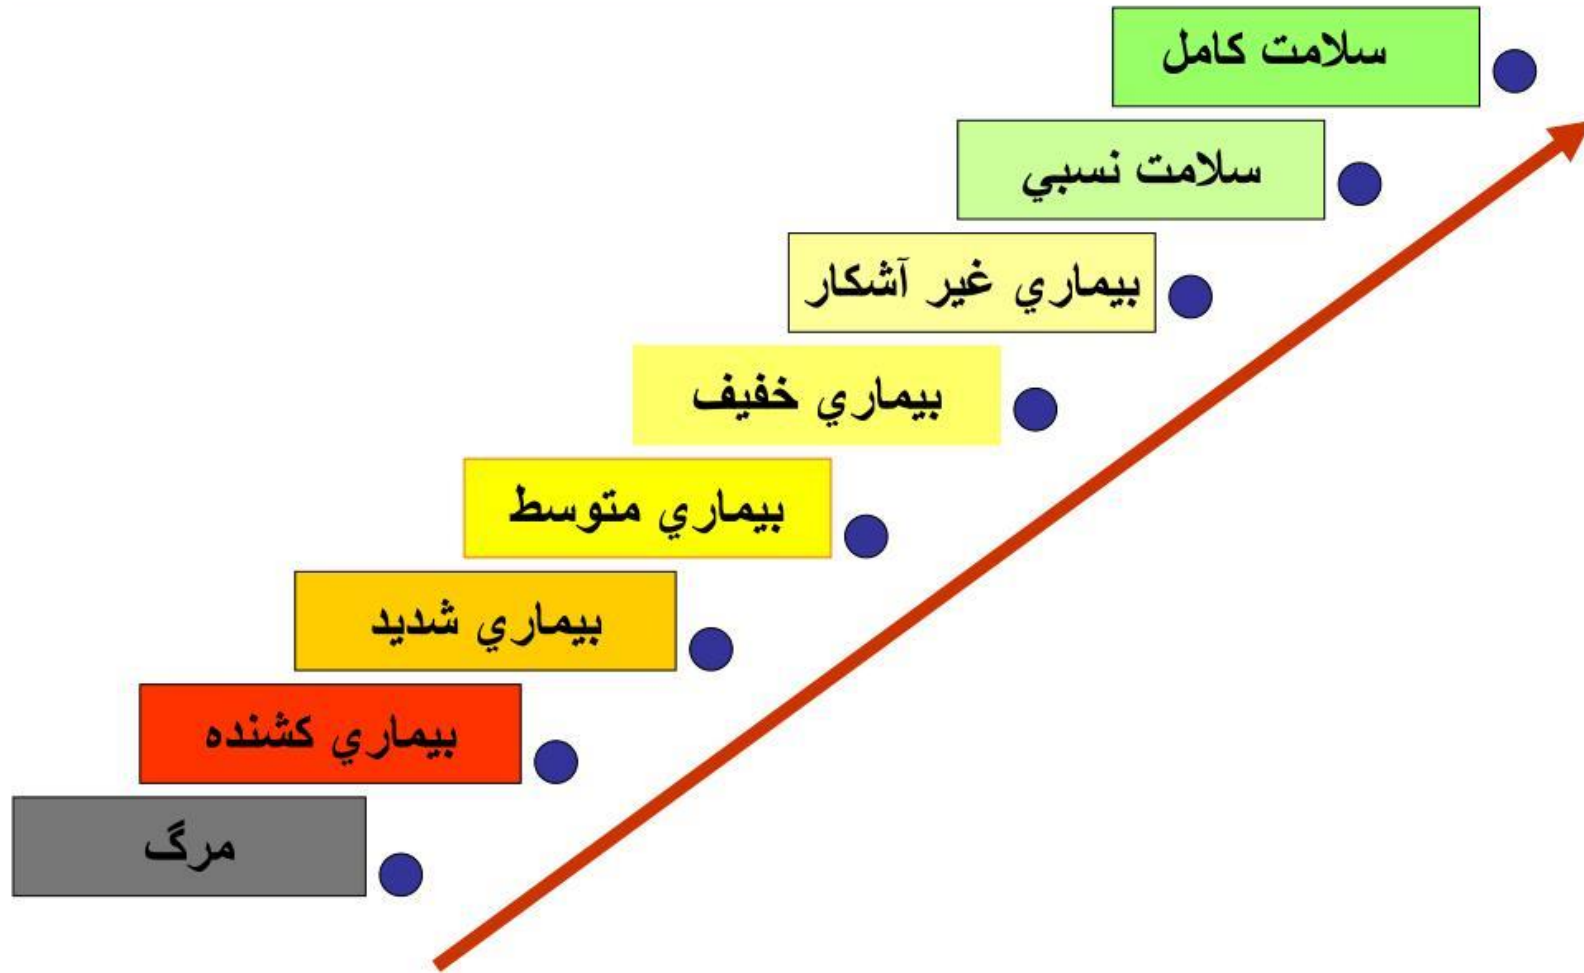 سلامت كامل
سلامت نسبي
بيماري غير آشكار
بيماري خفيف
بيماري متوسط
بيماري شديد
بيماري كشنده
مرگ